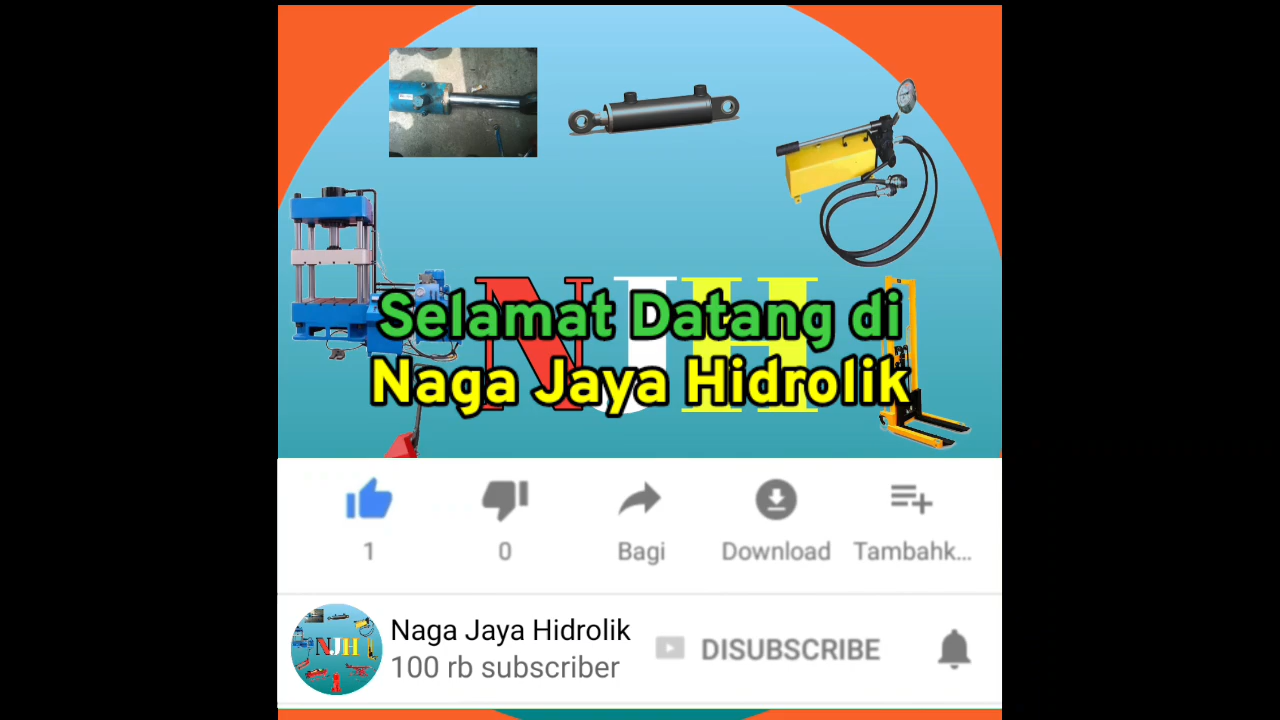 NJH
Selamat Datang di
Naga Jaya Hidrolik
1
0
Bagi
Download
Tambahk...
NJH
Naga Jaya Hidrolik
100 rb subscriber
DISUBSCRIBE